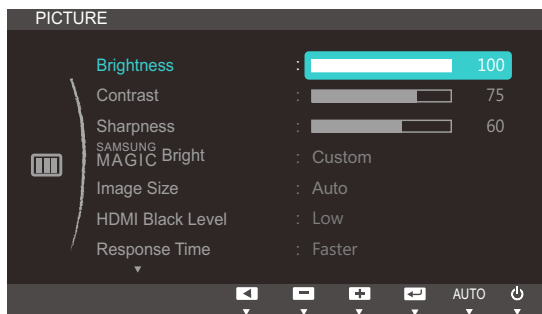 PICTURE
Brightness : 100
Contrast : 75
Sharpness : 60
SAMSUNG
MAGIC Bright : Custom
Image Size : Auto
HDMI Black Level : Low
Response Time : Faster
AUTO